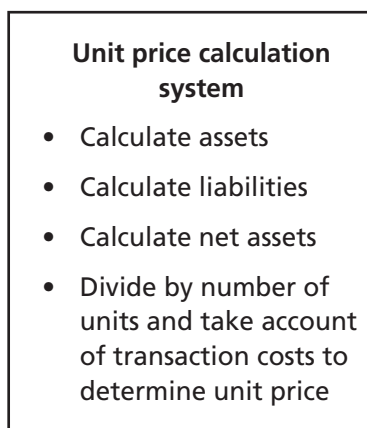 Unit price calculation
system
• Calculate assets
• Calculate liabilities
• Calculate net assets
• Divide by number of
units and take account
of transaction costs to
determine unit price